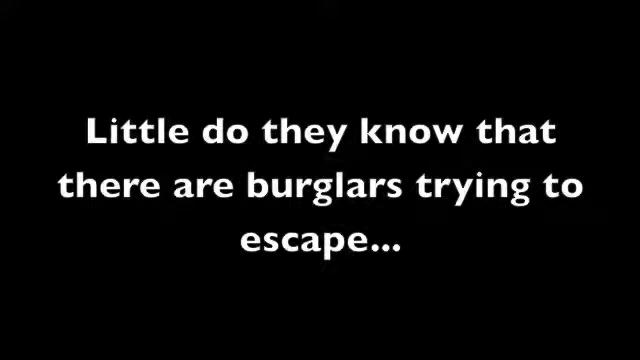 Little do they know that
there are burglars trying to
escape...